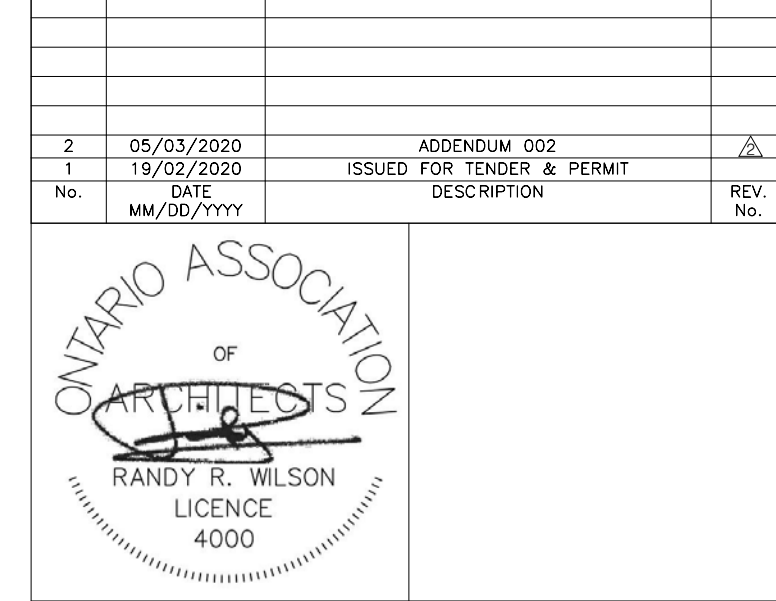 2 05/03/2020 ADDENDUM 002 2
1 19/02/2020 ISSUED FOR TENDER & PERMIT
No. DATE DESCRIPTION REV.
MM/DD/YYYY No.
ONTARIO ASSOCIATION
OF
ARCHITECTS
RANDY R. WILSON
LICENCE
4000